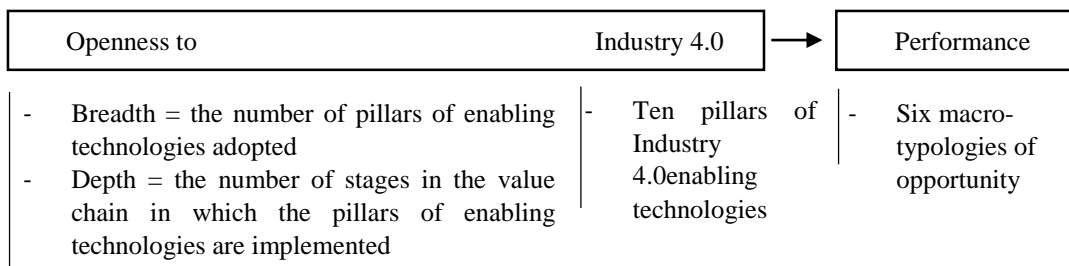 Openness to Industry 4.0
Performance
- Breadth = the number of pillars of enabling
technologies adopted
- Depth = the number of stages in the value
chain in which the pillars of enabling
technologies are implemented
- Ten pillars of
Industry
4.0enabling
technologies
- Six macro-
typologies of
opportunity